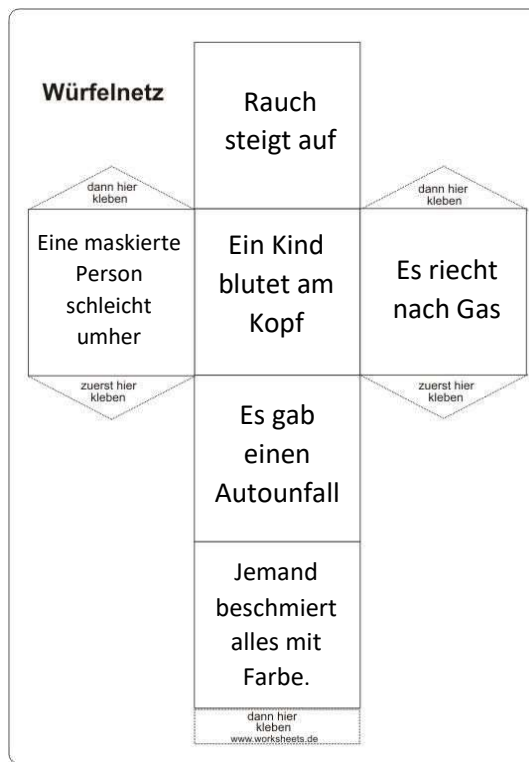 Würfelnetz
Rauch
steigt auf
dann hier
kleben
dann hier
kleben
Eine maskierte
Person
schleicht
umher
Ein Kind
blutet am
Kopf
Es riecht
nach Gas
zuerst hier
kleben
zuerst hier
kleben
Es gab
einen
Autounfall
Jemand
beschmiert
alles mit
Farbe.
dann hier
kleben
www.worksheets.de